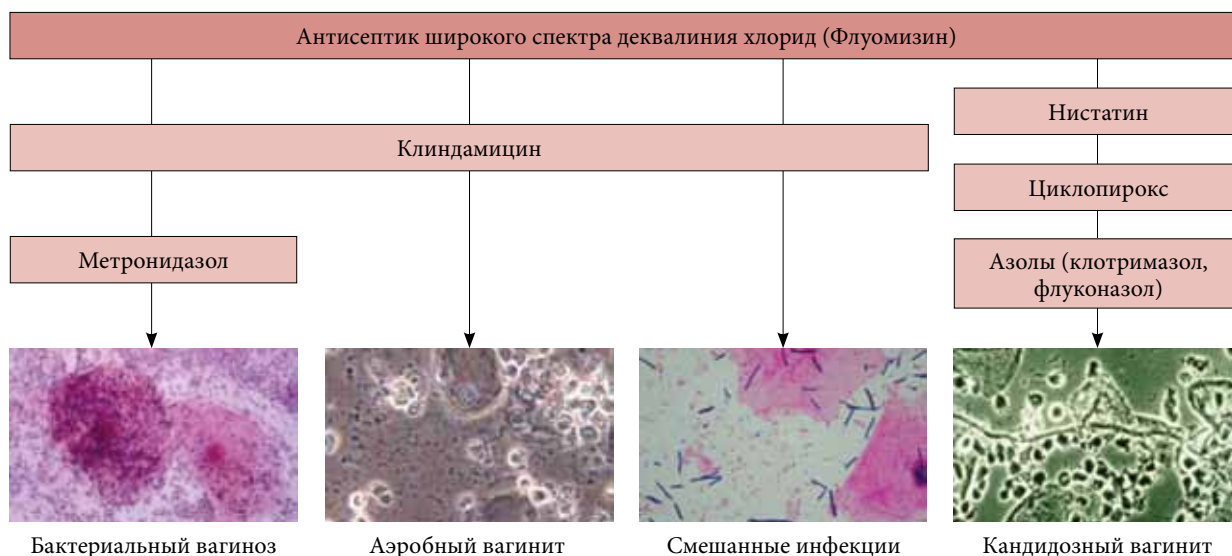 Антисептик широкого спектра деквалиния хлорид (Флуомизин)
Нистатин
Клиндамицин
Циклопирокс
Метронидазол
Азолы (клотримазол,
флуконазол)
Бактериальный вагиноз
Аэробный вагинит
Смешанные инфекции
Кандидозный вагинит